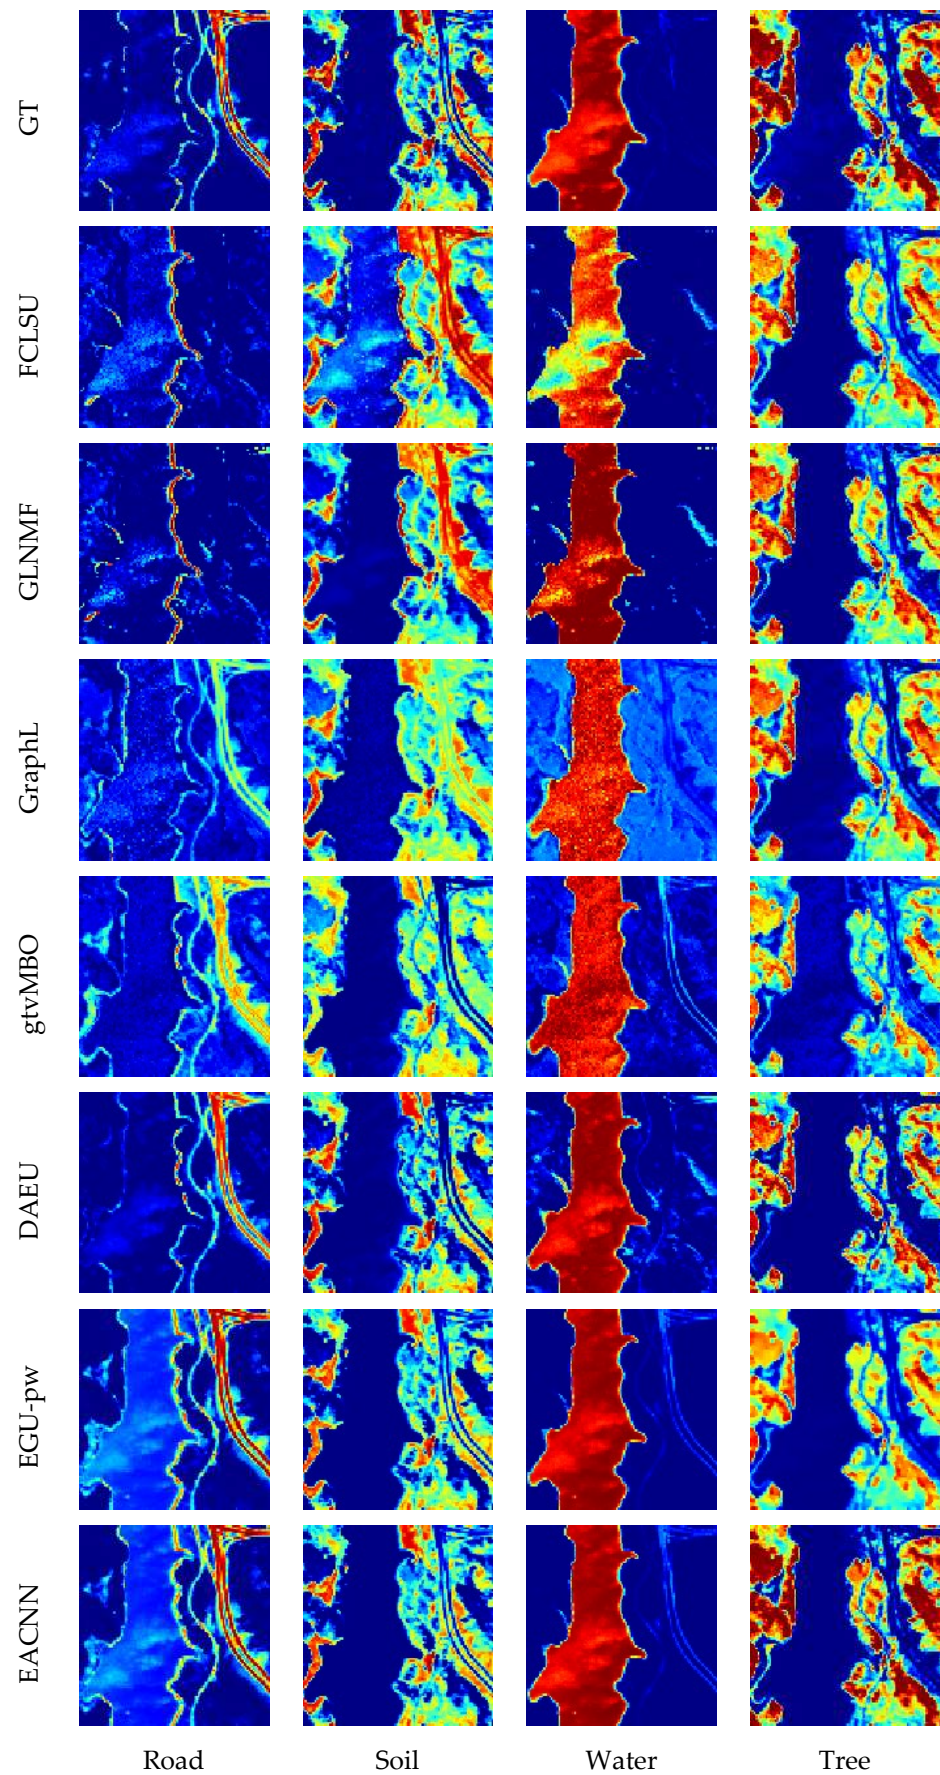 GT
FCLSU
GLNMF
GraphL
gtvMBO
DAEU
EGU-pw
EACNN
Road Soil Water Tree